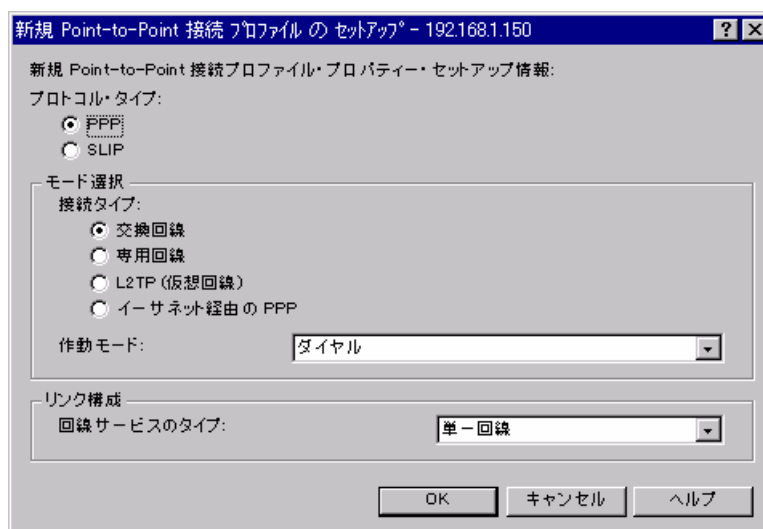 新規 Point-to-Point 接続 プロファイル の セットアップ - 192.168.1.150
新規 Point-to-Point 接続プロファイル・プロパティー・セットアップ情報:
プロトコル・タイプ:
PPP
SLIP
モード選択
接続タイプ:
交換回線
専用回線
L2TP (仮想回線)
イーサネット経由の PPP
作動モード:
ダイヤル
リンク構成
回線サービスのタイプ:
単一回線
OK キャンセル ヘルプ